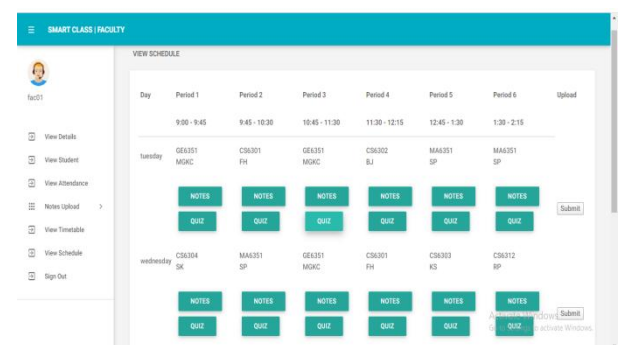 SMART CLASS | FACULTY
fac01
View Details
View Student
View Attendance
Notes Upload >
View Timetable
View Schedule
Sign Out
VIEW SCHEDULE
Day Period 1 Period 2 Period 3 Period 4 Period 5 Period 6 Upload
9:00 - 9:45 9:45 - 10:30 10:45 - 11:30 11:30 - 12:15 12:45 - 1:30 1:30 - 2:15
tuesday GE6351 CS6301 GE6351 CS6302 MA6351 MA6351
MGKC FH MGKC BJ SP SP
NOTES NOTES NOTES NOTES NOTES NOTES
Submit
QUIZ QUIZ QUIZ QUIZ QUIZ QUIZ
wednesday CS6304 MA6351 GE6351 CS6301 CS6303 CS6312
SK SP MGKC FH KS RP
NOTES NOTES NOTES NOTES NOTES NOTES
Activate Windows
Submit
QUIZ QUIZ QUIZ QUIZ QUIZ QUIZ
activate Windows.